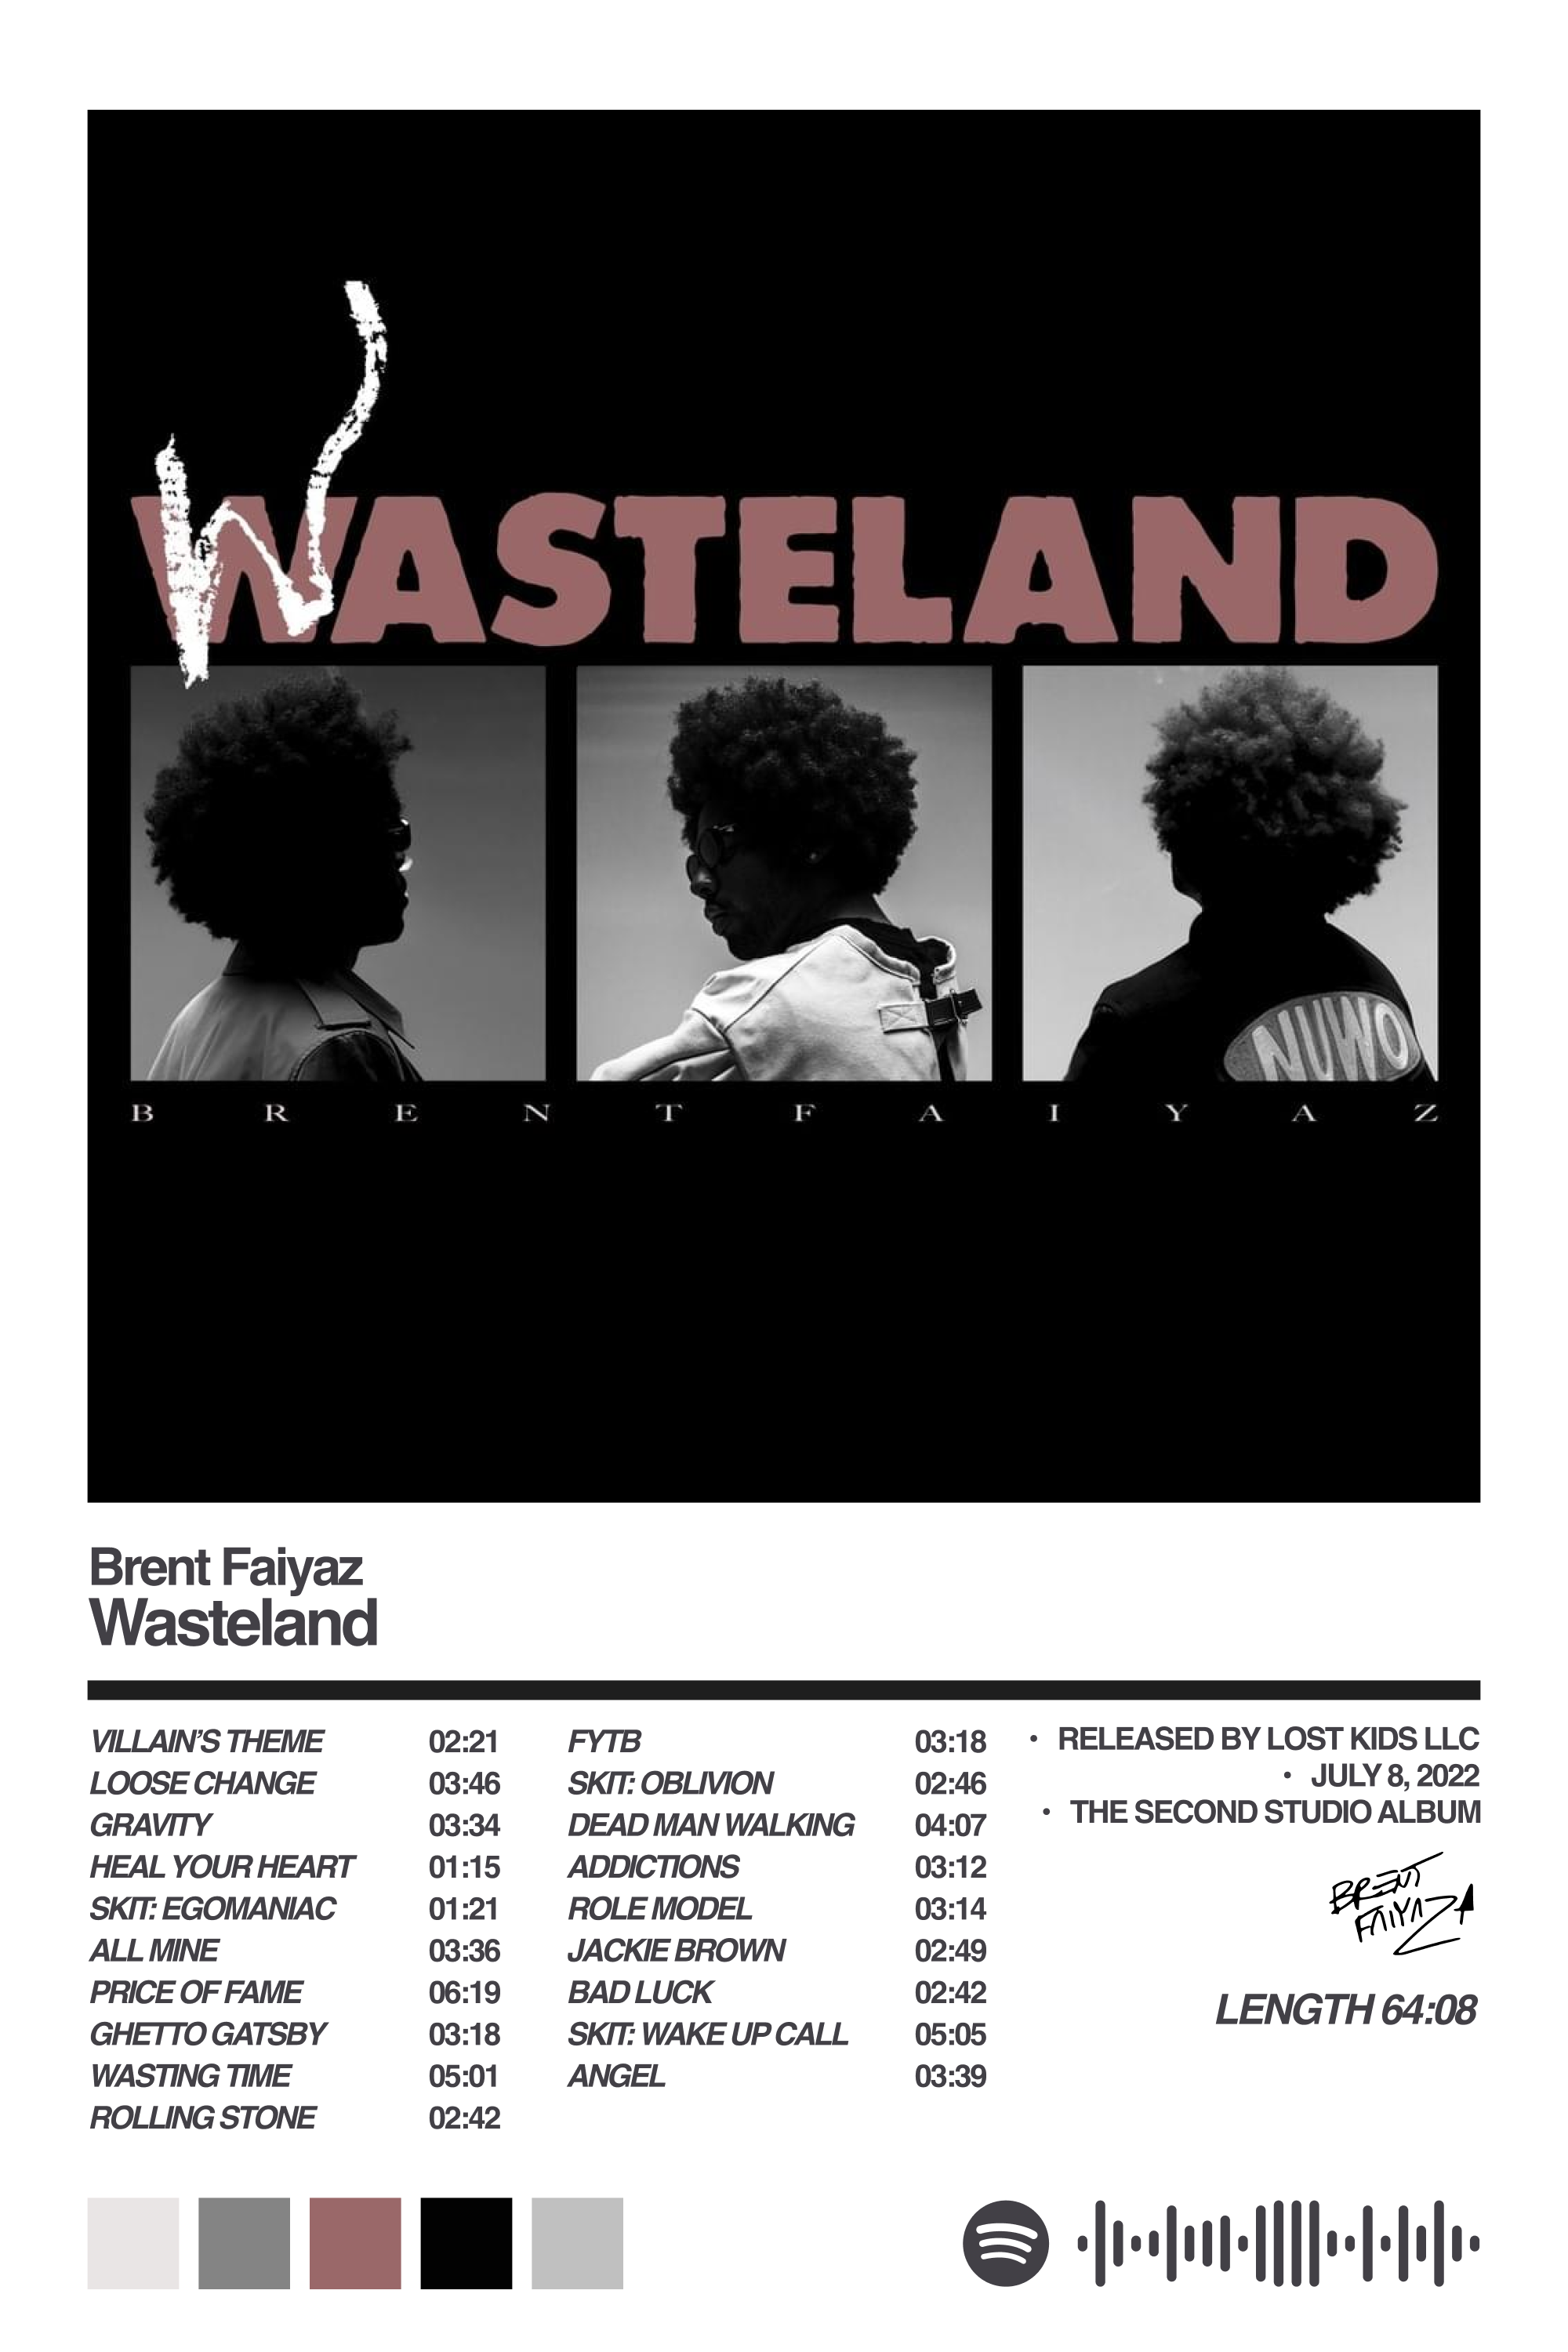 W
WASTELAND
NUWO
BRENT FAIYAZ
Brent Faiyaz
Wasteland
VILLAIN'S THEME 02:21
LOOSE CHANGE 03:46
GRAVITY 03:34
HEAL YOUR HEART 01:15
SKIT: EGOMANIAC 01:21
ALL MINE 03:36
PRICE OF FAME 06:19
GHETTO GATSBY 03:18
WASTING TIME 05:01
ROLLING STONE 02:42
FYTB 03:18
SKIT: OBLIVION 02:46
DEAD MAN WALKING 04:07
ADDICTIONS 03:12
ROLE MODEL 03:14
JACKIE BROWN 02:49
BAD LUCK 02:42
SKIT: WAKE UP CALL 05:05
ANGEL 03:39
• RELEASED BY LOST KIDS LLC
• JULY 8, 2022
• THE SECOND STUDIO ALBUM
BRENT
FAIYAZ
LENGTH 64:08